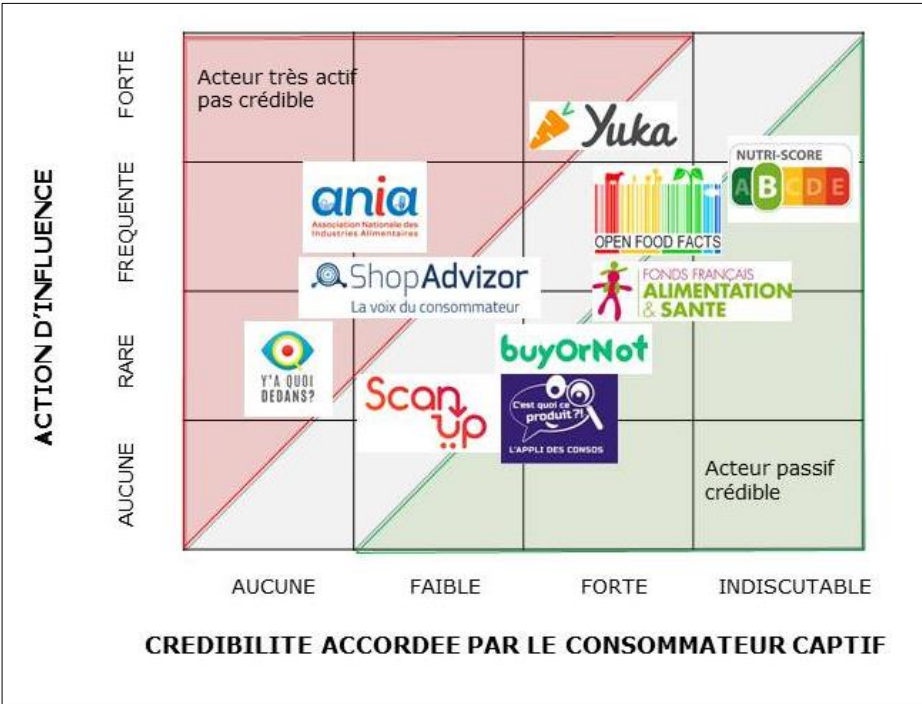 FORTE
FREQUENTE
RARE
AUCUNE
ACTION D'INFLUENCE
Acteur très actif
pas crédible
Yuka
NUTRI-SCORE
A B C D E
ania
Association Nationale des
Industries Alimentaires
OPEN FOOD FACTS
ShopAdvizor
La voix du consommateur
FONDS FRANÇAIS
ALIMENTATION
& SANTE
Y'A QUOI
DEDANS?
buyOrNot
Scan
up
C'est quoi ce
produit?!
L'APPLI DES CONSOS
Acteur passif
crédible
AUCUNE
FAIBLE
FORTE
INDISCUTABLE
CREDIBILITE ACCORDEE PAR LE CONSOMMATEUR CAPTIF